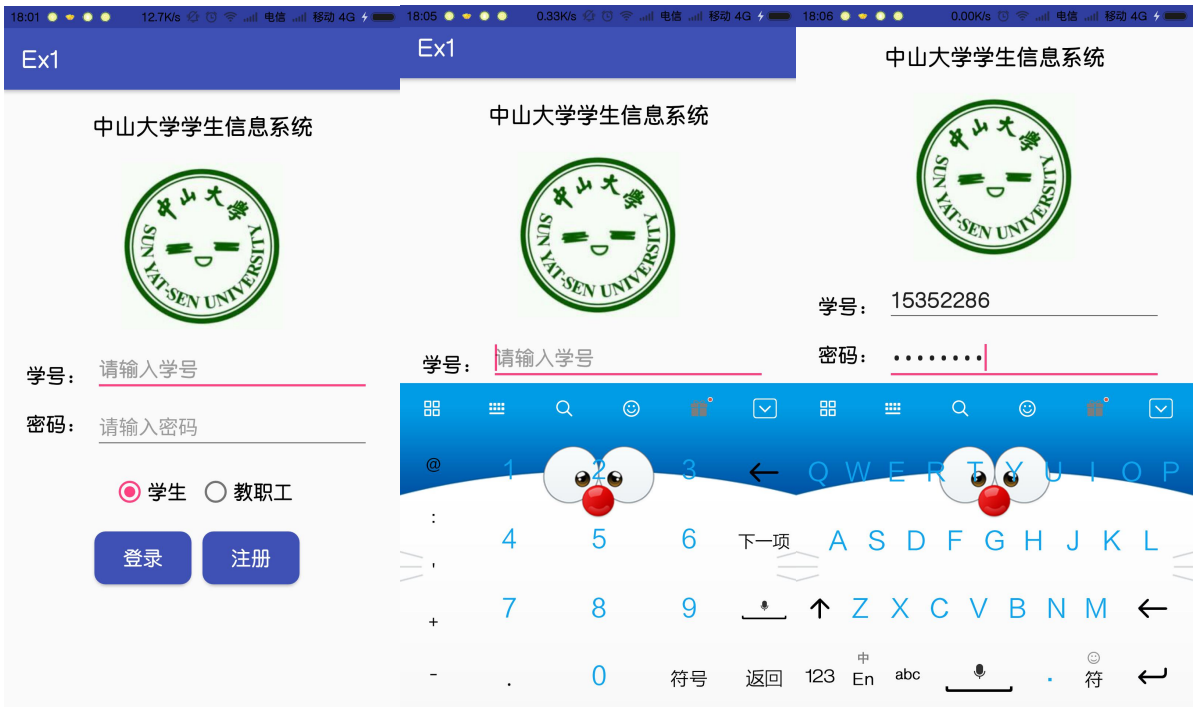 18:01 12.7K/s 电信 移动 4G
Ex1
中山大学学生信息系统
中山大学
SUN YAT-SEN UNIVERSITY
学号： 请输入学号
密码： 请输入密码
学生 教职工
登录 注册
18:05 0.33K/s 电信 移动 4G
Ex1
中山大学学生信息系统
中山大学
SUN YAT-SEN UNIVERSITY
学号： 请输入学号
@ 1 2 3
:
4 5 6 下一项
'
7 8 9
+
- . 0 符号 返回
18:06 0.00K/s 电信 移动 4G
中山大学学生信息系统
中山大学
SUN YAT-SEN UNIVERSITY
学号： 15352286
密码： ········
Q W E R T Y U I O P
A S D F G H J K L
Z X C V B N M
123 中 En abc . 符